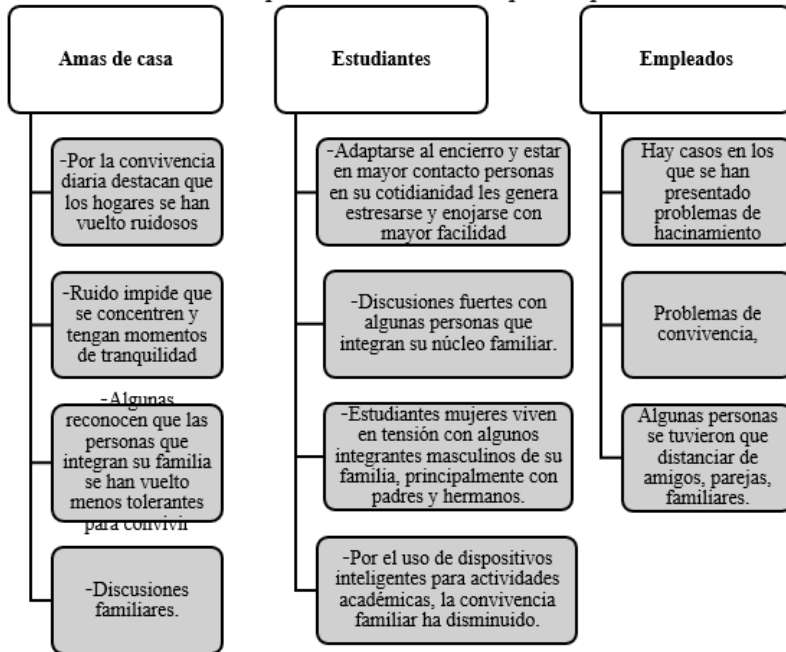 Amas de casa
-Por la convivencia
diaria destacan que
los hogares se han
vuelto ruidosos
-Ruido impide que
se concentren y
tengan momentos
de tranquilidad
-Algunas
reconocen que las
personas que
integran su familia
se han vuelto
menos tolerantes
para convivir
-Discusiones
familiares.
Estudiantes
-Adaptarse al encierro y estar
en mayor contacto personas
en su cotidianidad les genera
estresarse y enojarse con
mayor facilidad
-Discusiones fuertes con
algunas personas que
integran su núcleo familiar.
-Estudiantes mujeres viven
en tensión con algunos
integrantes masculinos de su
familia, principalmente con
padres y hermanos.
-Por el uso de dispositivos
inteligentes para actividades
académicas, la convivencia
familiar ha disminuido.
Empleados
Hay casos en los
que se han
presentado
problemas de
hacinamiento
Problemas de
convivencia,
Algunas personas
se tuvieron que
distanciar de
amigos, parejas,
familiares.